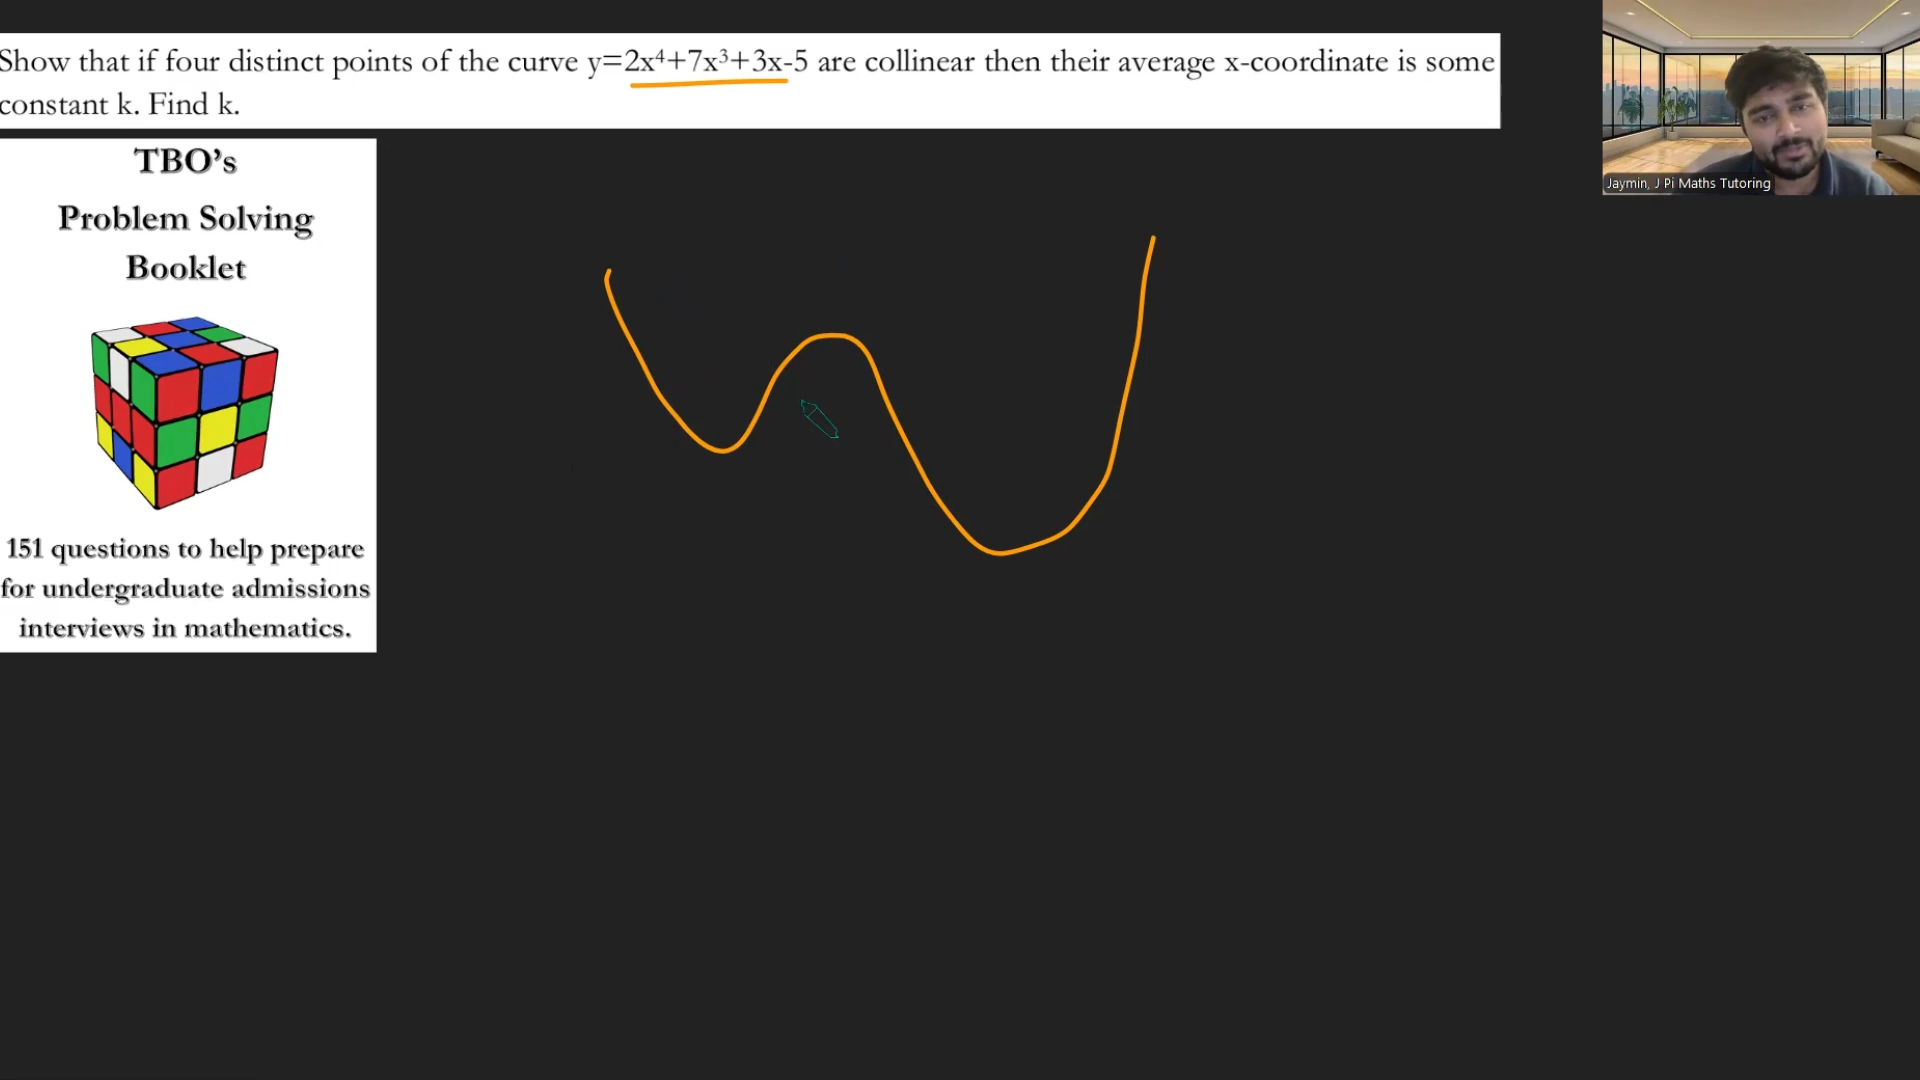 Show that if four distinct points of the curve y=2x⁴+7x³+3x-5 are collinear then their average x-coordinate is some
constant k. Find k.
TBO’s
Problem Solving
Booklet
151 questions to help prepare
for undergraduate admissions
interviews in mathematics.
Jaymin, J Pi Maths Tutoring